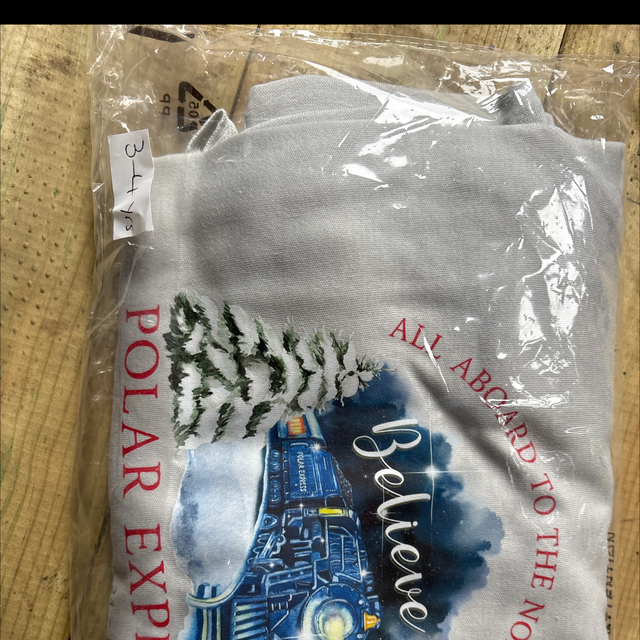 3-4 yrs
ALL ABOARD TO THE NO
Believe
POLAR EXPRESS
POLAR EXP